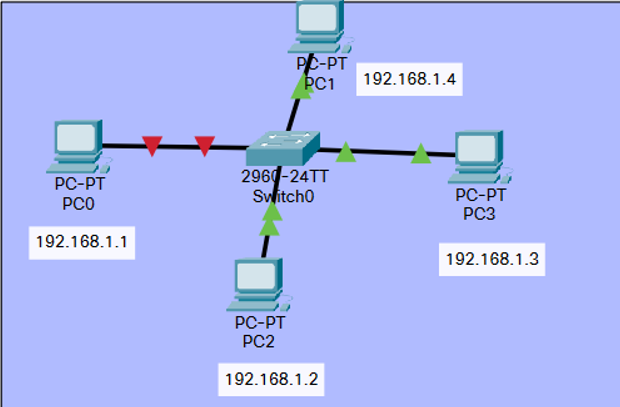 PC-PT
PC1
192.168.1.4
PC-PT
PC0
192.168.1.1
2960-24TT
Switch0
PC-PT
PC3
192.168.1.3
PC-PT
PC2
192.168.1.2